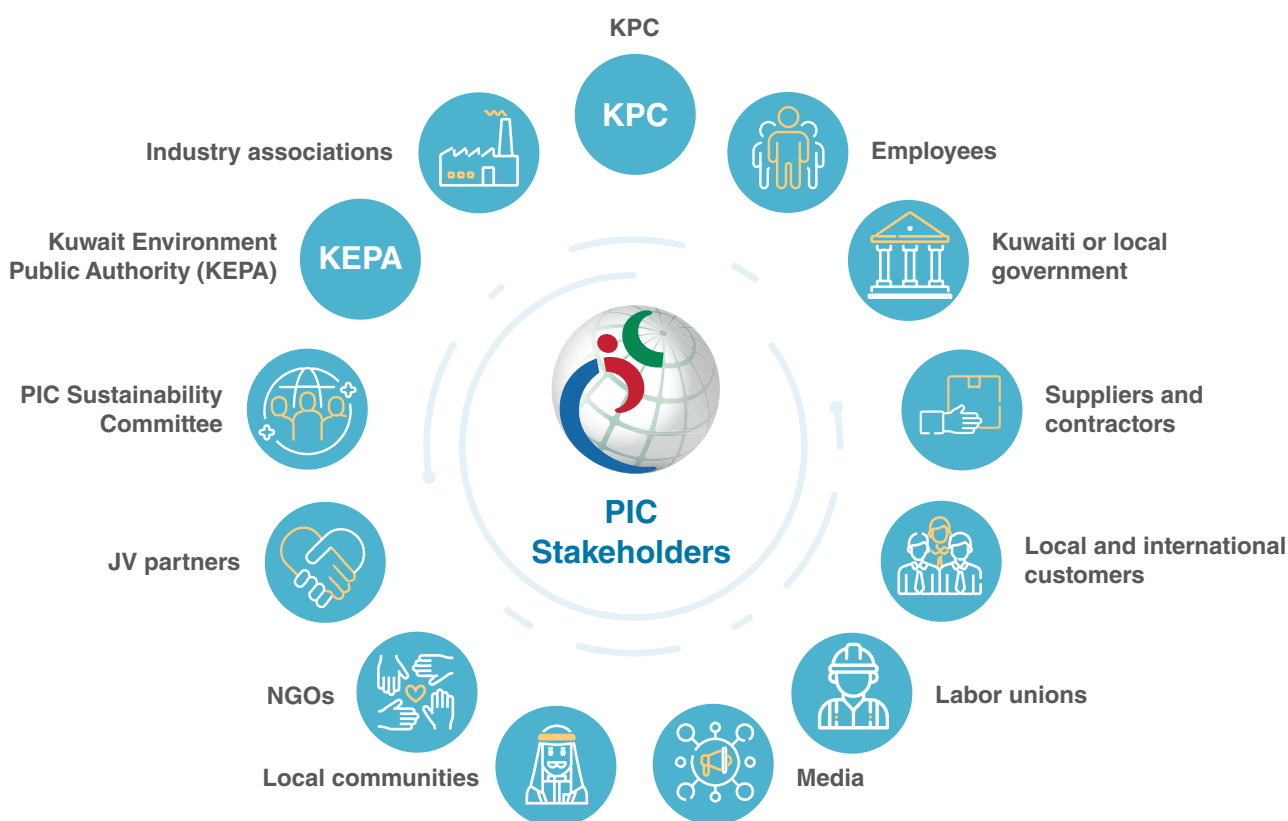 KPC
KPC
Employees
Kuwaiti or local
government
Suppliers and
contractors
Local and international
customers
Labor unions
Media
Local communities
NGOs
JV partners
PIC Sustainability
Committee
Kuwait Environment
Public Authority (KEPA)
KEPA
Industry associations
PIC
Stakeholders